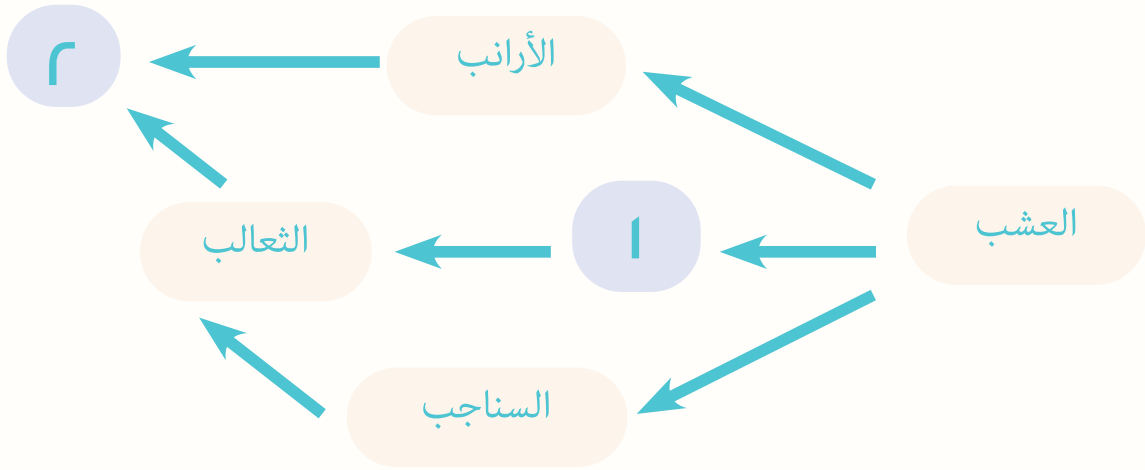 العشب
الأرانب
١
السناجب
الثعالب
٢